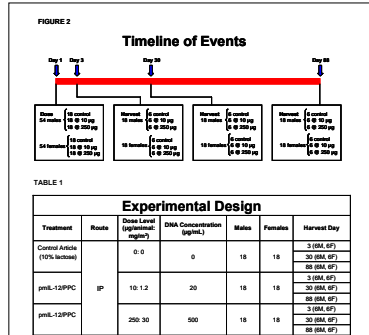 FIGURE 2
Timeline of Events
Day 1 Day 3 Day 30 Day 88
Dose
54 males 18 control
18 @ 10 µg
18 @ 250 µg
54 females 18 control
18 @ 10 µg
18 @ 250 µg
Harvest
18 males 6 control
6 @ 10 µg
6 @ 250 µg
18 females 6 control
6 @ 10 µg
6 @ 250 µg
Harvest
18 males 6 control
6 @ 10 µg
6 @ 250 µg
18 females 6 control
6 @ 10 µg
6 @ 250 µg
Harvest
18 males 6 control
6 @ 10 µg
6 @ 250 µg
18 females 6 control
6 @ 10 µg
6 @ 250 µg
TABLE 1
Experimental Design
Treatment Route Dose Level (µg/animal: mg/m²) DNA Concentration (µg/mL) Males Females Harvest Day
Control Article (10% lactose) 0: 0 0 18 18 3 (6M, 6F)
30 (6M, 6F)
88 (6M, 6F)
pmIL-12/PPC IP 10: 1.2 20 18 18 3 (6M, 6F)
30 (6M, 6F)
88 (6M, 6F)
pmIL-12/PPC 250: 30 500 18 18 3 (6M, 6F)
30 (6M, 6F)
88 (6M, 6F)